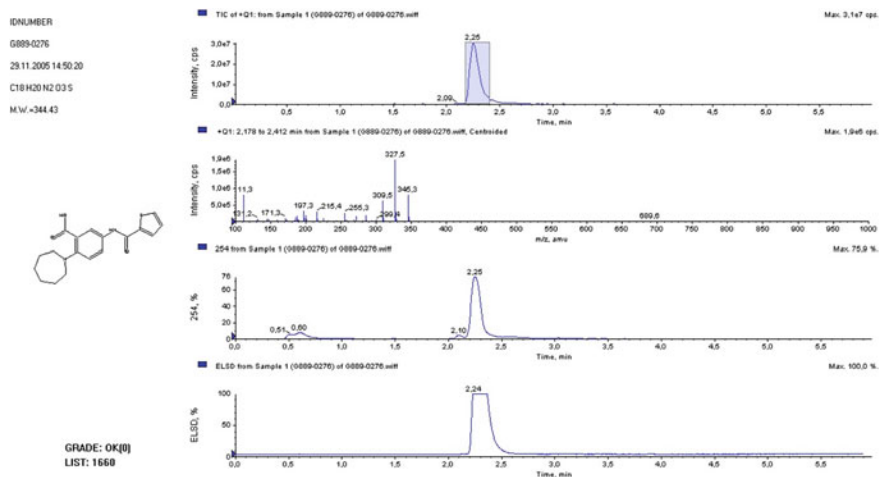 IDNUMBER
G889-0276
29.11.2005 14:50:20
C18 H20 N2 O3 S
M.W.=344.43
GRADE: OK(0)
LIST: 1660
TIC of +Q1: from Sample 1 (G889-0276) of G889-0276.wiff
Max. 3,1e7 cps.
Intensity, cps
3,0e7
2,0e7
1,0e7
0,0
2,09
2,25
0,5 1,0 1,5 2,0 2,5 3,0 3,5 4,0 4,5 5,0 5,5
Time, min
+Q1: 2,178 to 2,412 min from Sample 1 (G889-0276) of G889-0276.wiff, Centroided
Max. 1,9e6 cps.
Intensity, cps
1,9e6
1,5e6
1,0e6
5,0e5
0,0
11,3
131,2
171,3
197,3
215,4
255,3
299,4
309,5
327,5
345,3
689,6
100 150 200 250 300 350 400 450 500 550 600 650 700 750 800 850 900 950 1000
m/z, amu
254 from Sample 1 (G889-0276) of G889-0276.wiff
Max. 75,9 %.
254, %
76
60
40
20
0
0,51
0,60
2,10
2,25
0,0 0,5 1,0 1,5 2,0 2,5 3,0 3,5 4,0 4,5 5,0 5,5
Time, min
ELSD from Sample 1 (G889-0276) of G889-0276.wiff
Max. 100,0 %.
ELSD, %
100
50
0
2,24
0,0 0,5 1,0 1,5 2,0 2,5 3,0 3,5 4,0 4,5 5,0 5,5
Time, min